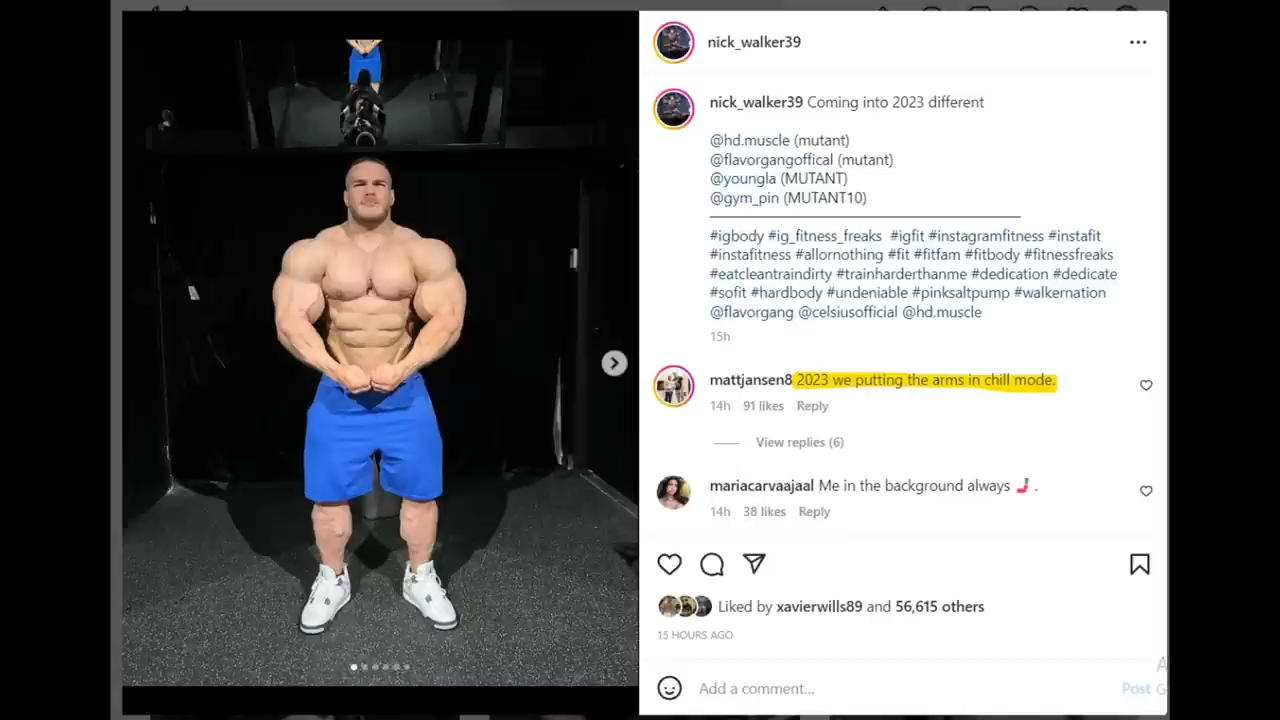 nick_walker39
nick_walker39 Coming into 2023 different
@hd.muscle (mutant)
@flavorgangoffical (mutant)
@youngla (MUTANT)
@gym_pin (MUTANT10)
#igbody #ig_fitness_freaks #igfit #instagramfitness #instafit
#instafitness #allornothing #fit #fitfam #fitbody #fitnessfreaks
#eatcleantraindirty #trainharderthanme #dedication #dedicate
#sofit #hardbody #undeniable #pinksaltpump #walkernation
@flavorgang @celsiusofficial @hd.muscle
15h
mattjansen8 2023 we putting the arms in chill mode.
14h 91 likes Reply
View replies (6)
mariacarvaajaal Me in the background always 🤳🏼.
14h 38 likes Reply
Liked by xavierwills89 and 56,615 others
15 HOURS AGO
Add a comment...
Post